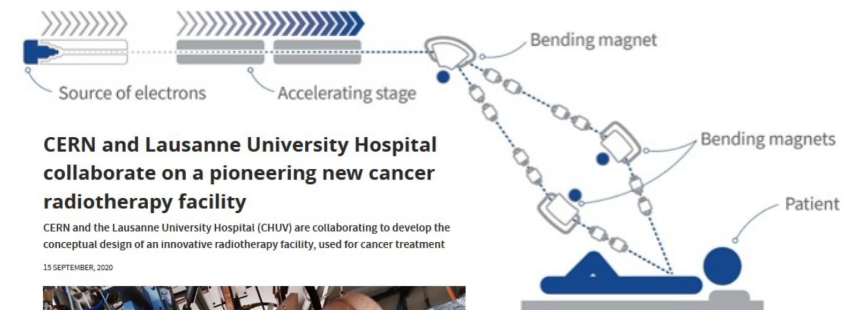 Bending magnet
Source of electrons
Accelerating stage
Bending magnets
Patient
CERN and Lausanne University Hospital
collaborate on a pioneering new cancer
radiotherapy facility
CERN and the Lausanne University Hospital (CHUV) are collaborating to develop the
conceptual design of an innovative radiotherapy facility, used for cancer treatment
15 SEPTEMBER, 2020